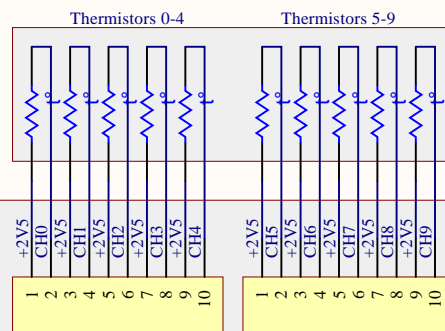 Thermistors 0-4 Thermistors 5-9
t° t° t° t° t° t° t° t° t° t°
+2V5 CH0 +2V5 CH1 +2V5 CH2 +2V5 CH3 +2V5 CH4 +2V5 CH5 +2V5 CH6 +2V5 CH7 +2V5 CH8 +2V5 CH9
1 2 3 4 5 6 7 8 9 10 1 2 3 4 5 6 7 8 9 10